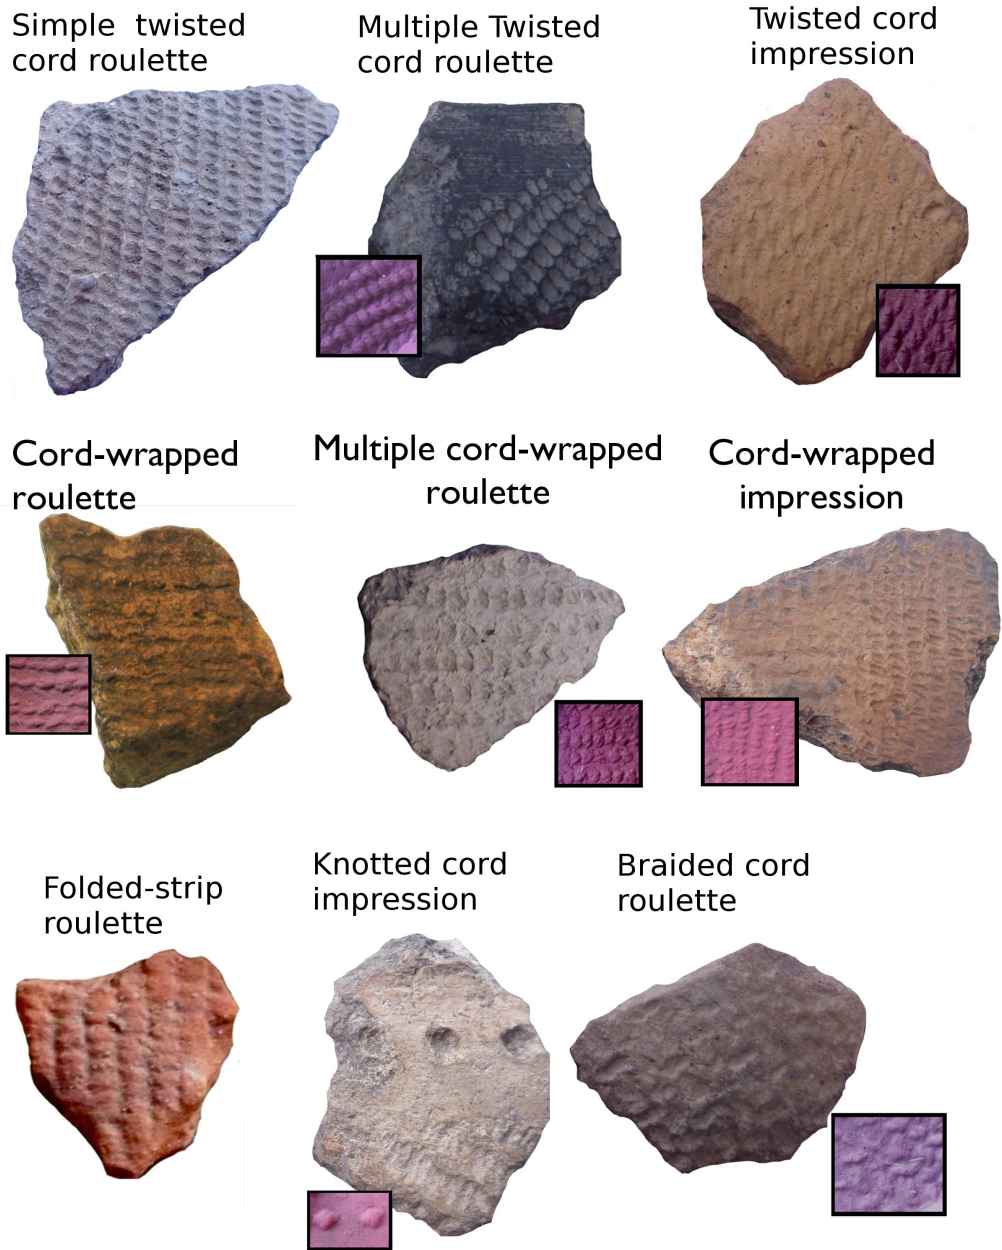 Simple twisted
cord roulette
Multiple Twisted
cord roulette
Twisted cord
impression
Cord-wrapped
roulette
Multiple cord-wrapped
roulette
Cord-wrapped
impression
Folded-strip
roulette
Knotted cord
impression
Braided cord
roulette